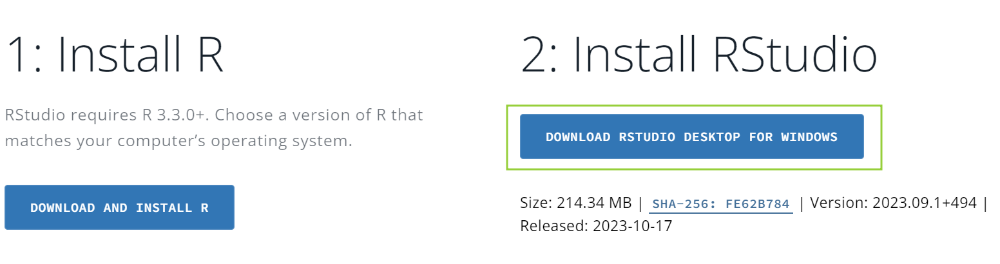 1: Install R
RStudio requires R 3.3.0+. Choose a version of R that
matches your computer’s operating system.
DOWNLOAD AND INSTALL R
2: Install RStudio
DOWNLOAD RSTUDIO DESKTOP FOR WINDOWS
Size: 214.34 MB | SHA-256: FE62B784 | Version: 2023.09.1+494 |
Released: 2023-10-17